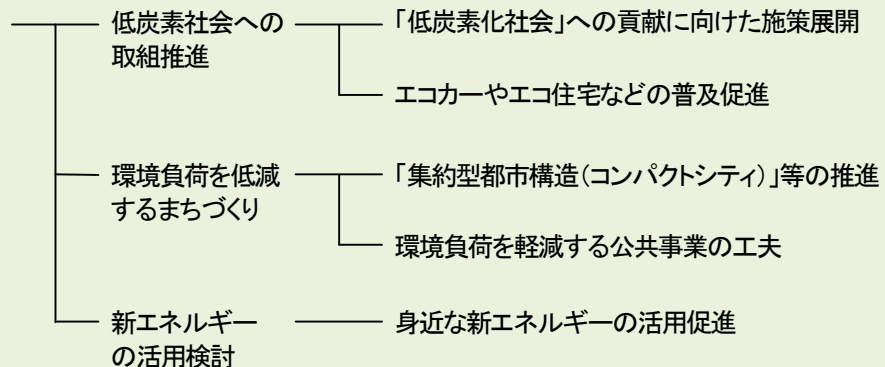 低炭素社会への
取組推進
「低炭素化社会」への貢献に向けた施策展開
エコカーやエコ住宅などの普及促進
環境負荷を低減
するまちづくり
「集約型都市構造（コンパクトシティ）」等の推進
環境負荷を軽減する公共事業の工夫
新エネルギー
の活用検討
身近な新エネルギーの活用促進